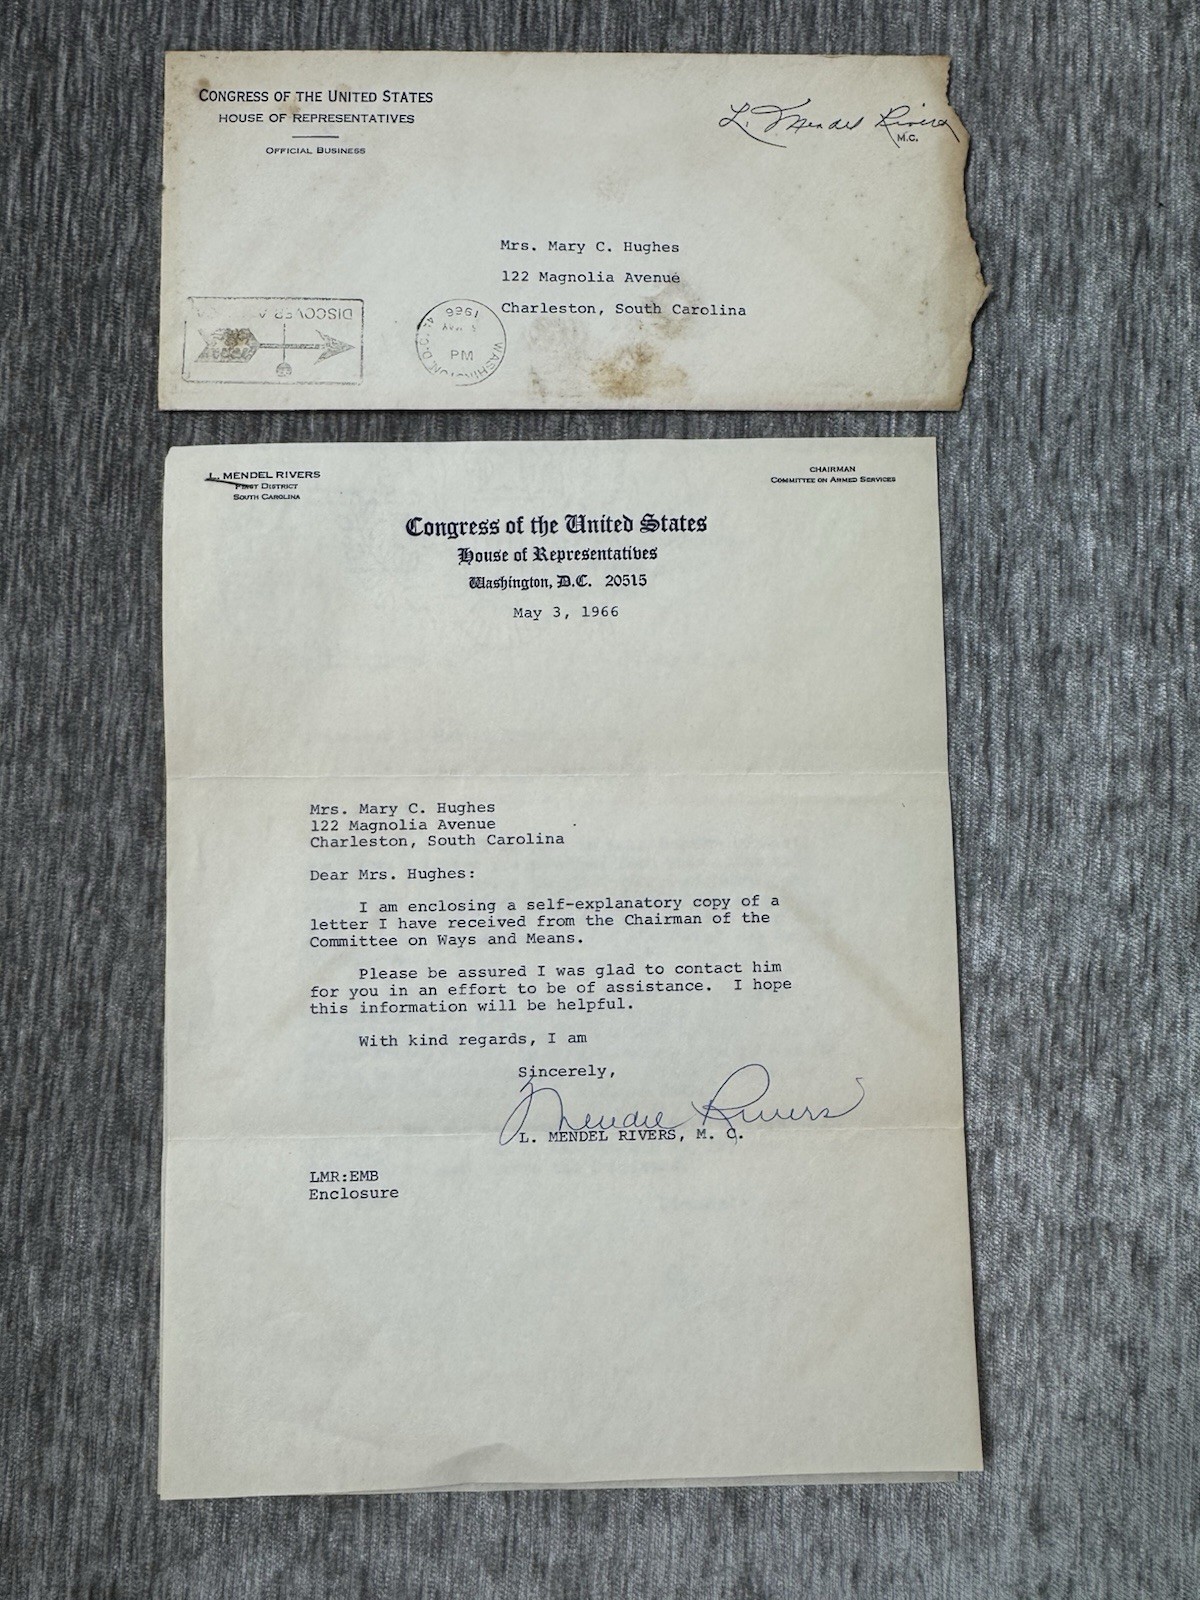 CONGRESS OF THE UNITED STATES
HOUSE OF REPRESENTATIVES
OFFICIAL BUSINESS
L. Mendel Rivers
M.C.
Mrs. Mary C. Hughes
122 Magnolia Avenue
Charleston, South Carolina
DISCOVER
WASHINGTON, D.C.
PM
1966
L. MENDEL RIVERS
FIRST DISTRICT
SOUTH CAROLINA
CHAIRMAN
COMMITTEE ON ARMED SERVICES
Congress of the United States
House of Representatives
Washington, D.C. 20515
May 3, 1966
Mrs. Mary C. Hughes
122 Magnolia Avenue
Charleston, South Carolina
Dear Mrs. Hughes:
I am enclosing a self-explanatory copy of a
letter I have received from the Chairman of the
Committee on Ways and Means.
Please be assured I was glad to contact him
for you in an effort to be of assistance. I hope
this information will be helpful.
With kind regards, I am
Sincerely,
Mendel Rivers
L. MENDEL RIVERS, M. C.
LMR:EMB
Enclosure